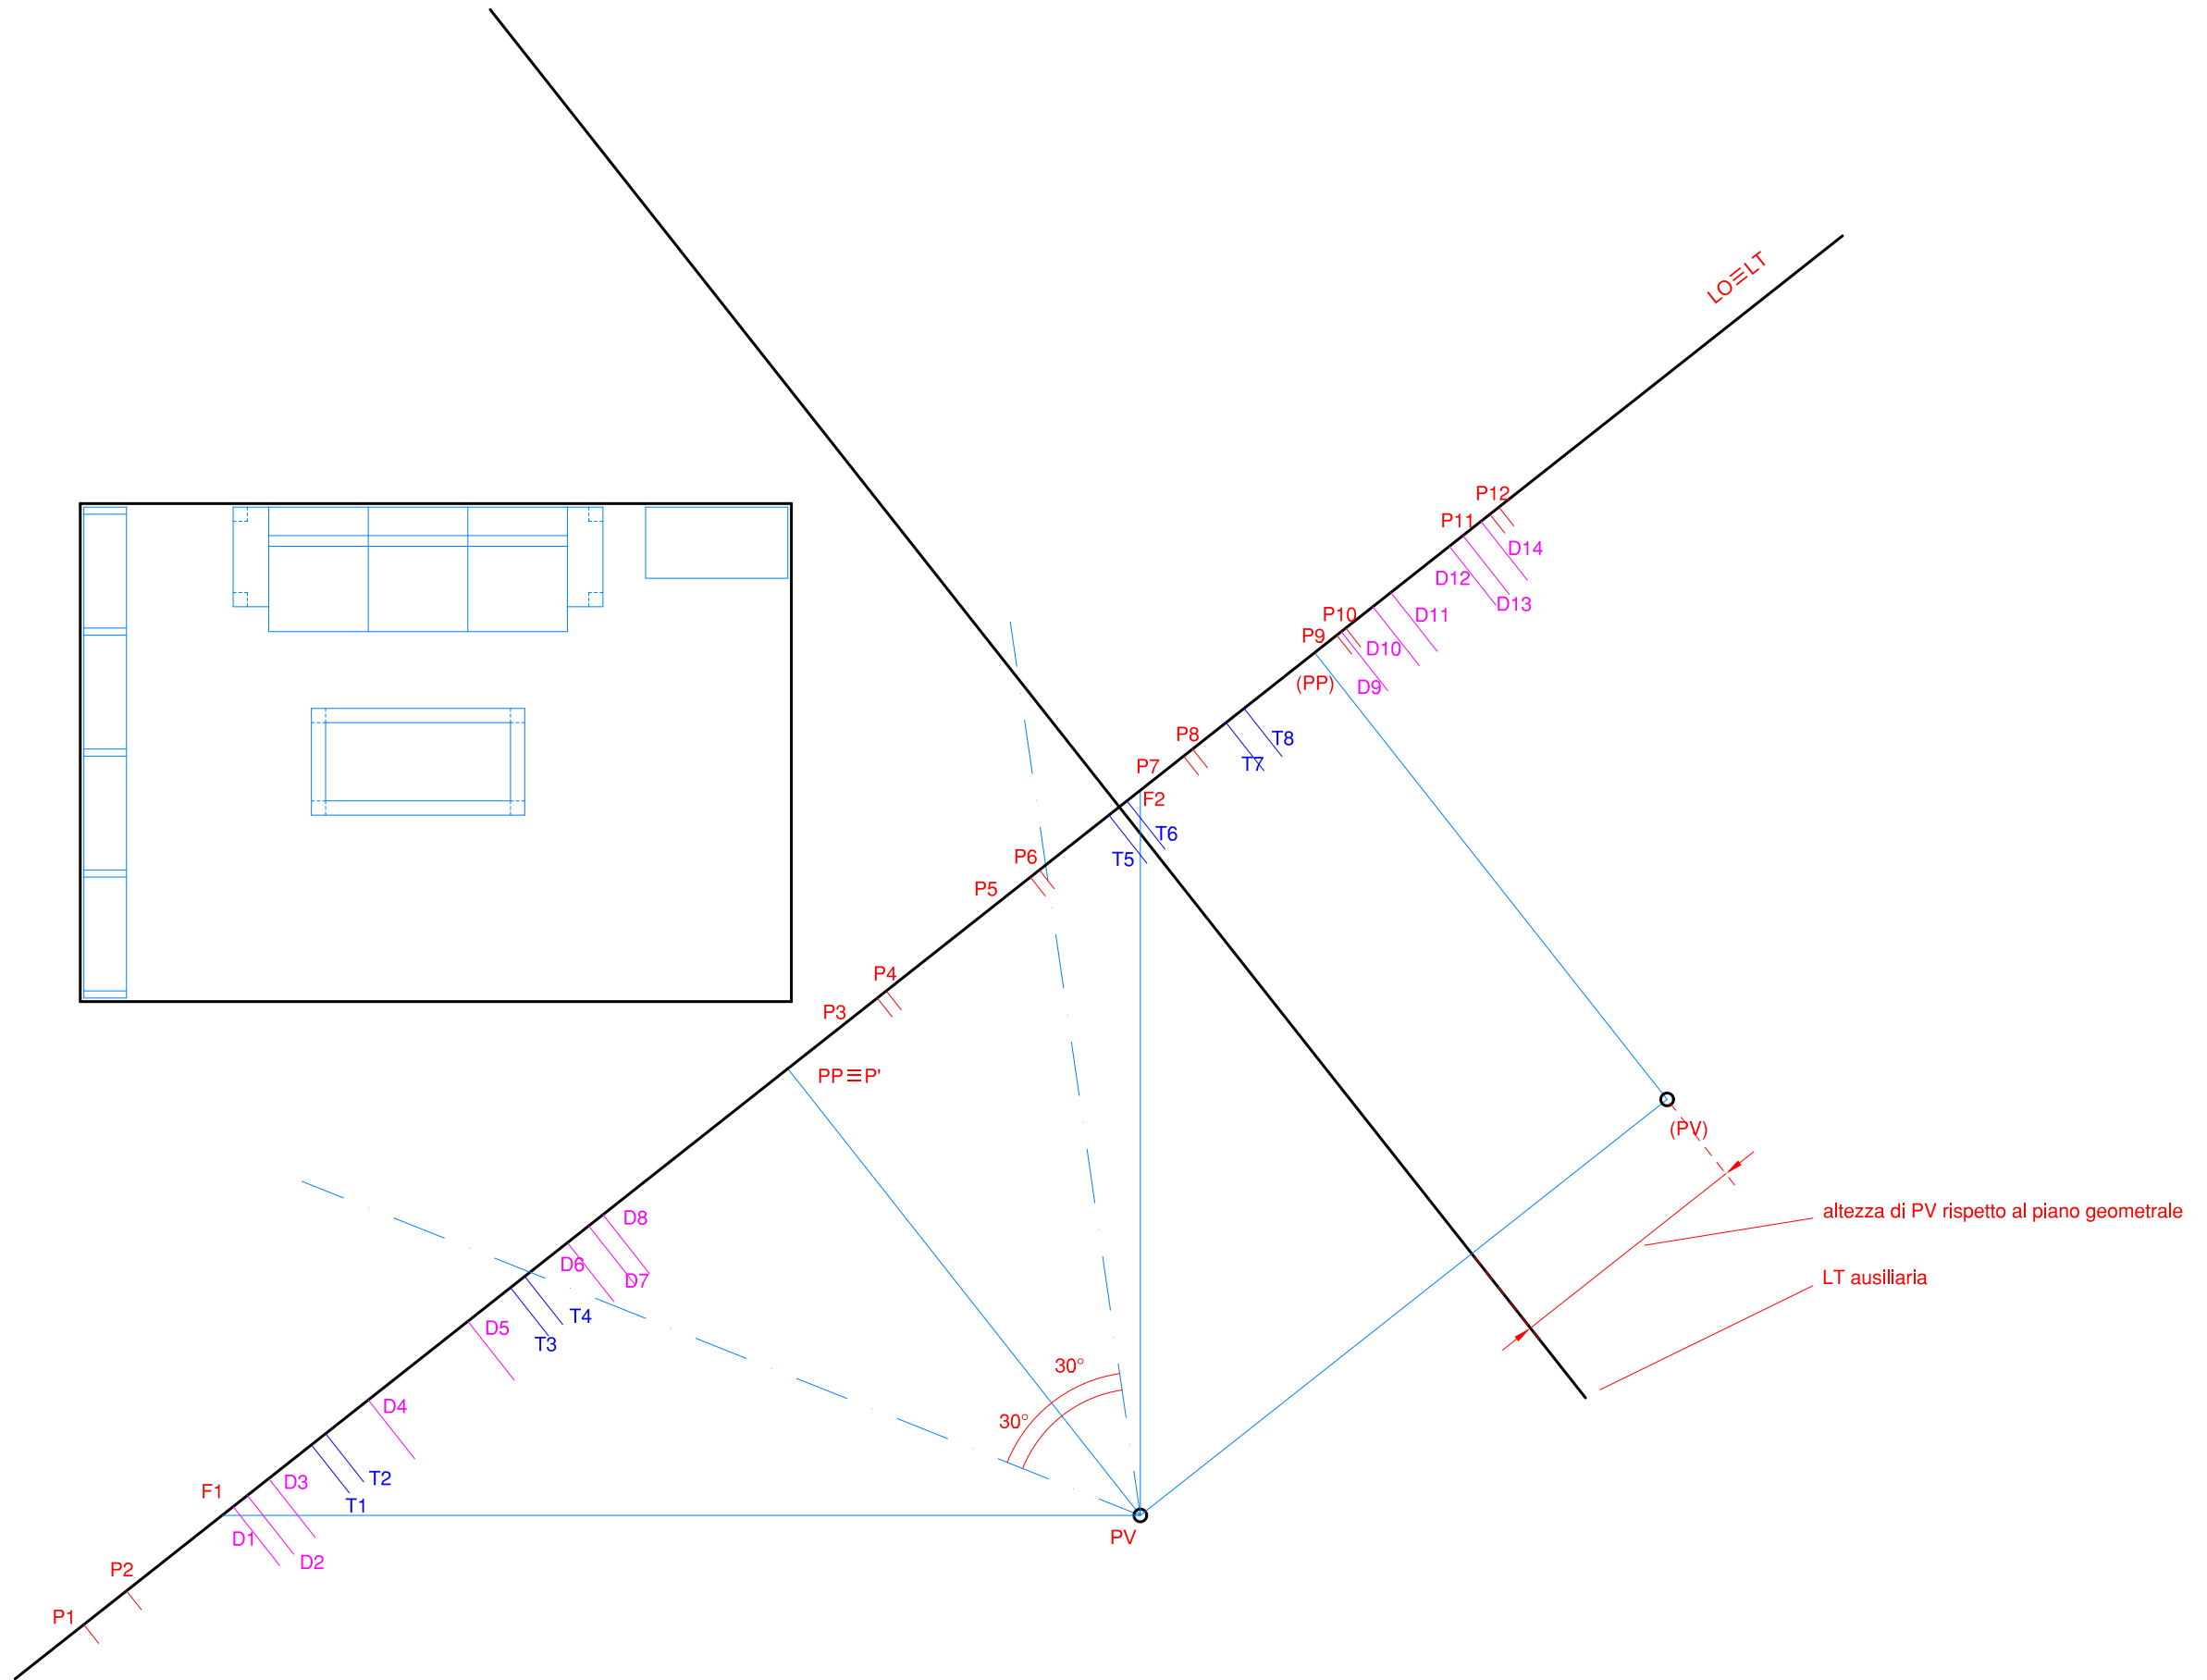 LO≡LT
P12
P11
D14
D12
D13
P10
D11
P9
D10
(PP)
D9
P8
T8
T7
P7
F2
T6
T5
P6
P5
P4
P3
PP≡P'
(PV)
altezza di PV rispetto al piano geometrale
LT ausiliaria
D8
D6
D7
T4
D5
T3
30°
30°
D4
D3
T2
F1
T1
D1
PV
D2
P2
P1